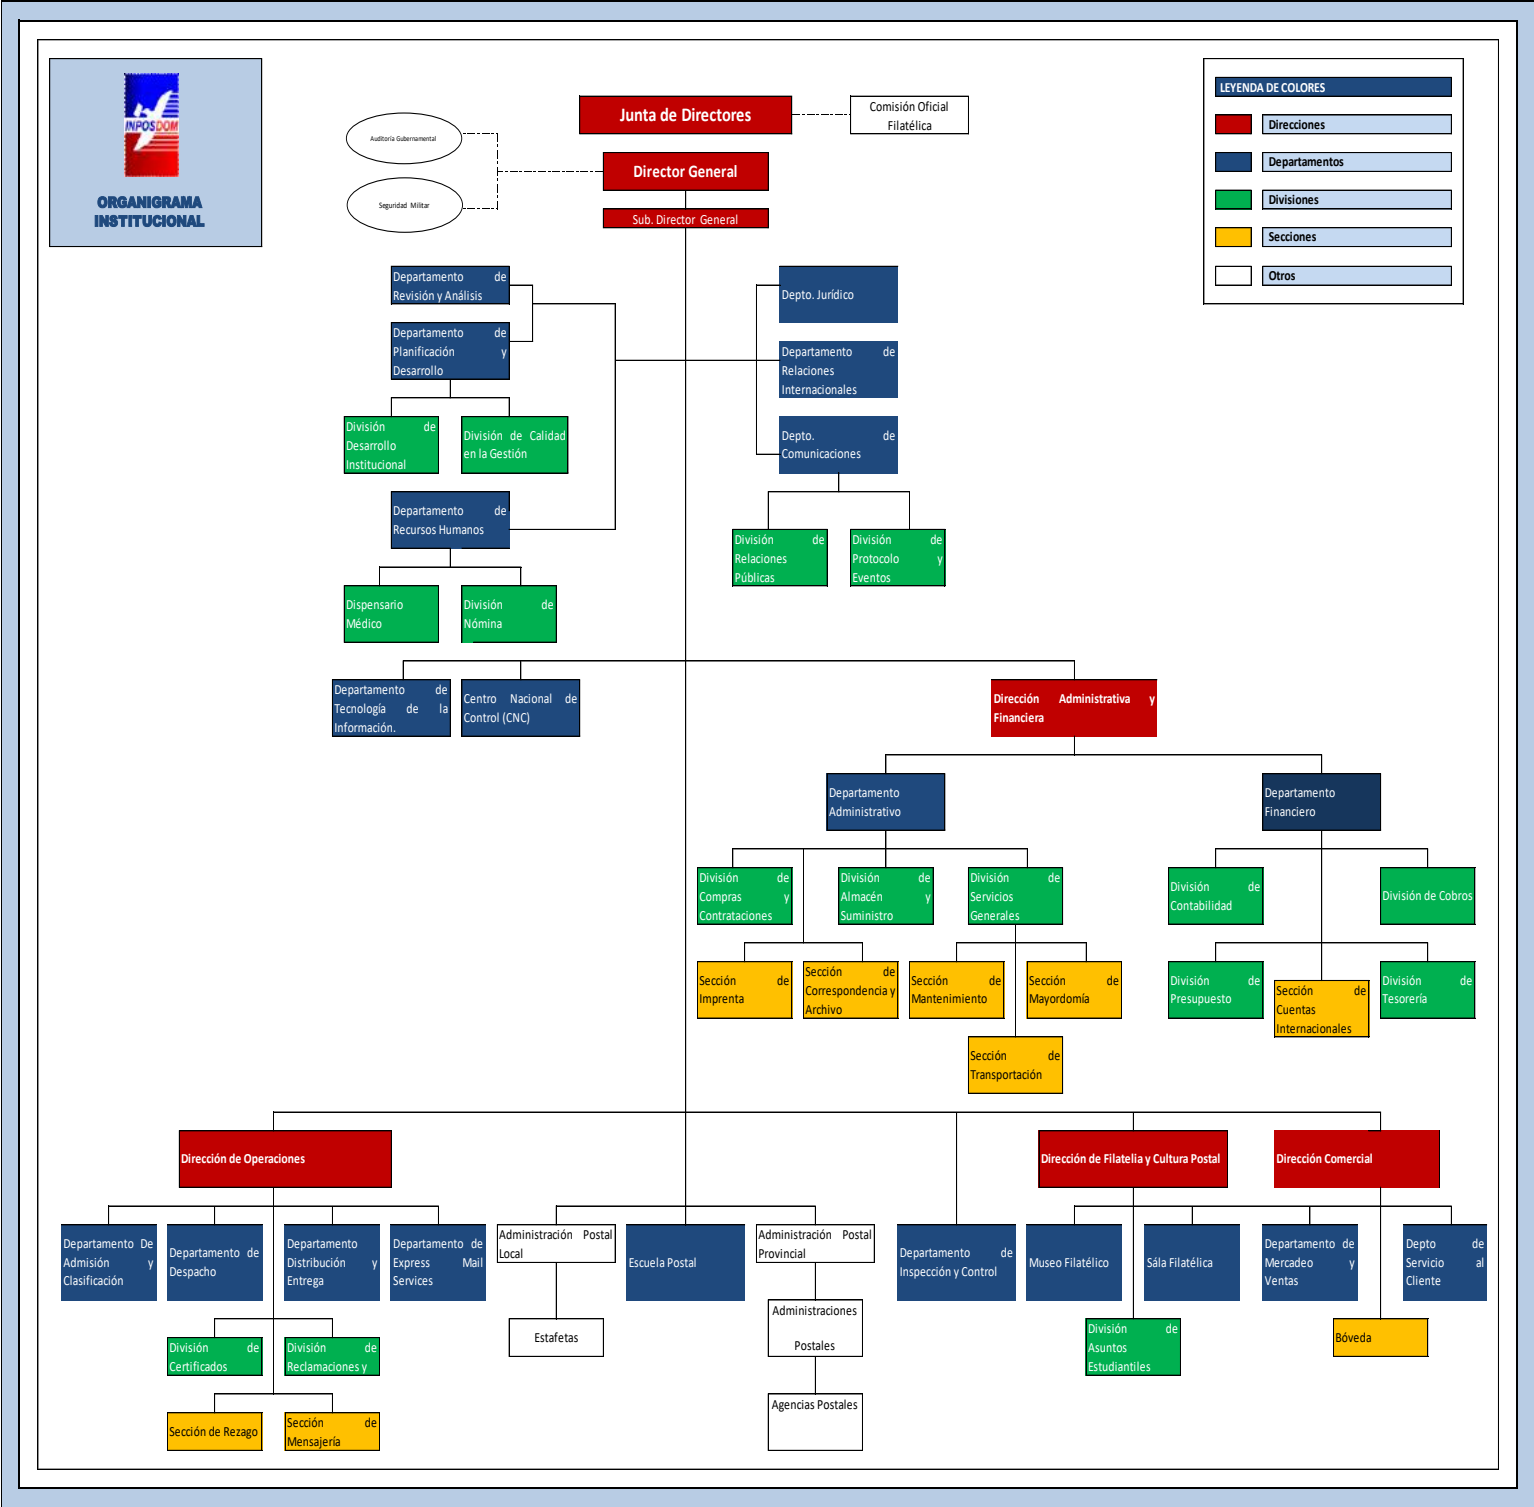 INPOSDOM
ORGANIGRAMA
INSTITUCIONAL
Junta de Directores
Comisión Oficial
Filatélica
Auditoría Gubernamental
Director General
Seguridad Militar
Sub. Director General
LEYENDA DE COLORES
Direcciones
Departamentos
Divisiones
Secciones
Otros
Departamento de
Revisión y Análisis
Departamento de
Planificación y
Desarrollo
División de
Desarrollo
Institucional
División de Calidad
en la Gestión
Departamento de
Recursos Humanos
Dispensario
Médico
División de
Nómina
Depto. Jurídico
Departamento de
Relaciones
Internacionales
Depto. de
Comunicaciones
División de
Relaciones
Públicas
División de
Protocolo y
Eventos
Departamento de
Tecnología de la
Información.
Centro Nacional de
Control (CNC)
Dirección Administrativa y
Financiera
Departamento
Administrativo
Departamento
Financiero
División de
Compras y
Contrataciones
División de
Almacén y
Suministro
División de
Servicios
Generales
División de
Contabilidad
División de Cobros
Sección de
Imprenta
Sección de
Correspondencia y
Archivo
Sección de
Mantenimiento
Sección de
Mayordomía
División de
Presupuesto
Sección de
Cuentas
Internacionales
División de
Tesorería
Sección de
Transportación
Dirección de Operaciones
Dirección de Filatelia y Cultura Postal
Dirección Comercial
Departamento De
Admisión y
Clasificación
Departamento de
Despacho
Departamento
Distribución y
Entrega
Departamento de
Express Mail
Services
Administración Postal
Local
Escuela Postal
Administración Postal
Provincial
Departamento de
Inspección y Control
Museo Filatélico
Sála Filatélica
Departamento de
Mercadeo y
Ventas
Depto de
Servicio al
Cliente
División de
Certificados
División de
Reclamaciones y
Estafetas
Administraciones
Postales
División de
Asuntos
Estudiantiles
Bóveda
Sección de Rezago
Sección de
Mensajería
Agencias Postales